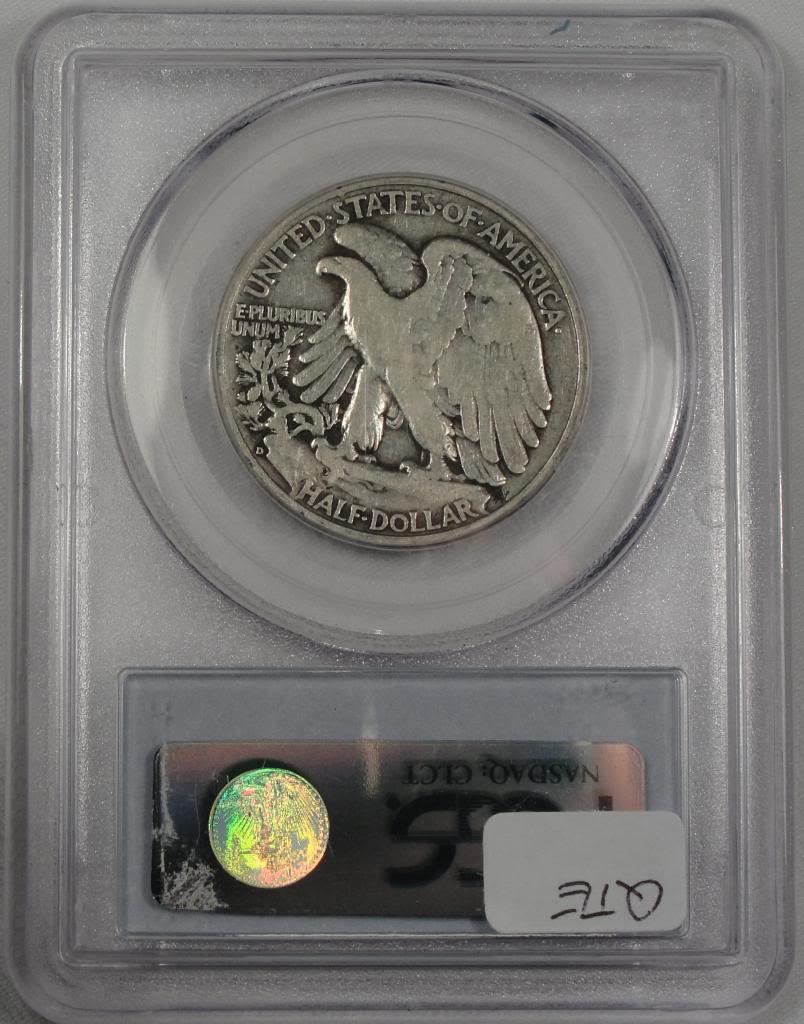 UNITED·STATES·OF·AMERICA·
E·PLURIBUS
UNUM
D
HALF·DOLLAR
NASDAQ: CLCT
QTE